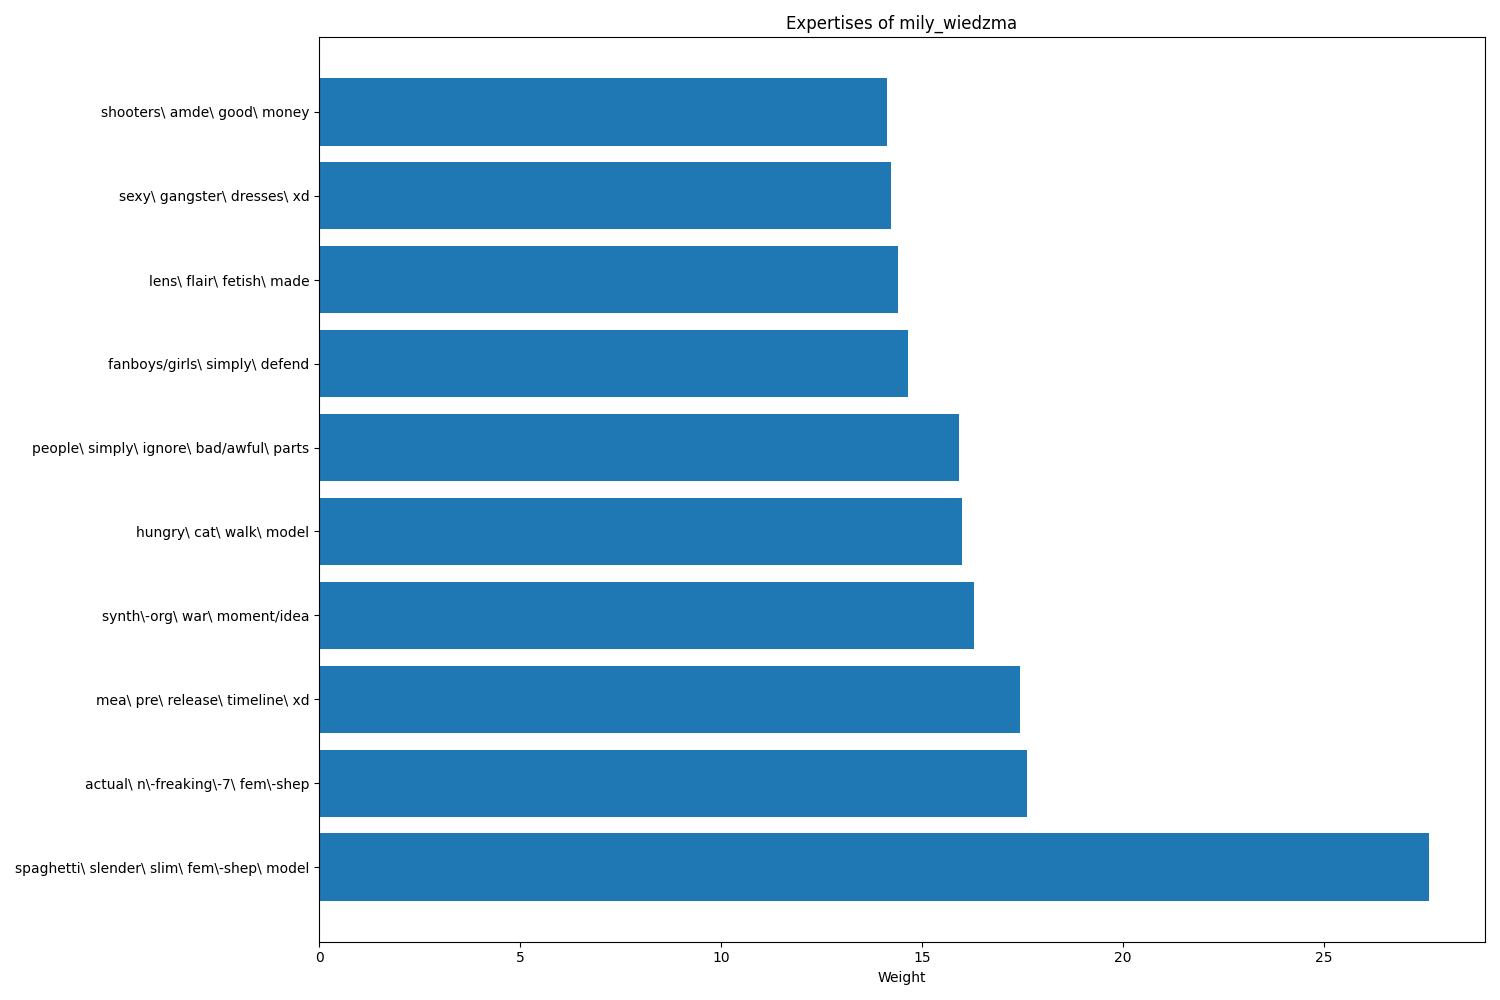 Expertises of mily_wiedzma
shooters\ amde\ good\ money
sexy\ gangster\ dresses\ xd
lens\ flair\ fetish\ made
fanboys/girls\ simply\ defend
people\ simply\ ignore\ bad/awful\ parts
hungry\ cat\ walk\ model
synth\-org\ war\ moment/idea
mea\ pre\ release\ timeline\ xd
actual\ n\-freaking\-7\ fem\-shep
spaghetti\ slender\ slim\ fem\-shep\ model
0 5 10 15 20 25
Weight